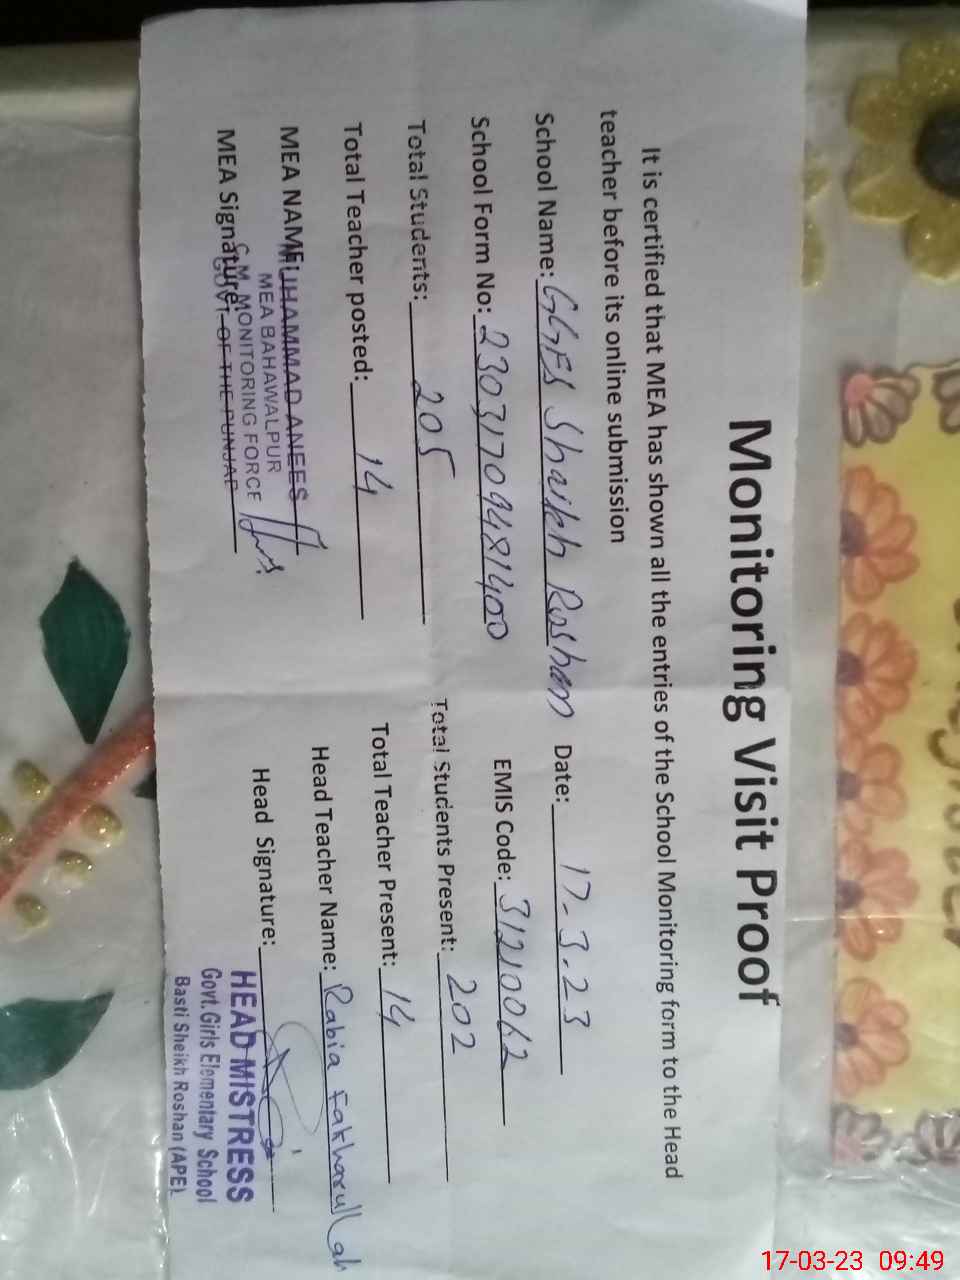 Monitoring Visit Proof
It is certified that MEA has shown all the entries of the School Monitoring form to the Head
teacher before its online submission
School Name: GGES Shaikh Roshan Date: 17-3-23
School Form No: 23031709481400 EMIS Code: 31210062
Total Students: 205 Total Students Present: 202
Total Teacher posted: 14 Total Teacher Present: 14
MEA NAME: MUHAMMAD ANEES Head Teacher Name: Rabia Fakharullah
MEA BAHAWALPUR
MEA Signature: Head Signature:
C.M. MONITORING FORCE
GOVT OF THE PUNJAB
HEAD MISTRESS
Govt. Girls Elementary School
Basti Sheikh Roshan (APE)
17-03-23 09:49